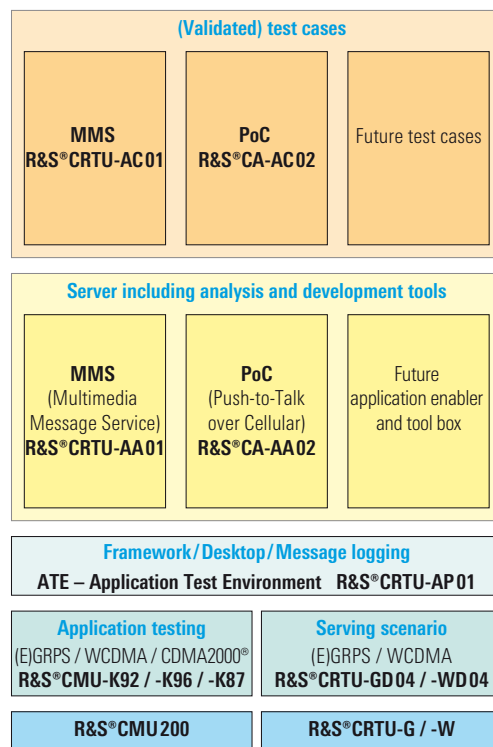 (Validated) test cases
MMS
R&S®CRTU-AC01
PoC
R&S®CA-AC02
Future test cases
Server including analysis and development tools
MMS
(Multimedia
Message Service)
R&S®CRTU-AA01
PoC
(Push-to-Talk
over Cellular)
R&S®CA-AA02
Future
application enabler
and tool box
Framework/Desktop/Message logging
ATE – Application Test Environment R&S®CRTU-AP01
Application testing
(E)GRPS / WCDMA / CDMA2000®
R&S®CMU-K92 / -K96 / -K87
Serving scenario
(E)GRPS / WCDMA
R&S®CRTU-GD04 / -WD04
R&S®CMU200
R&S®CRTU-G / -W